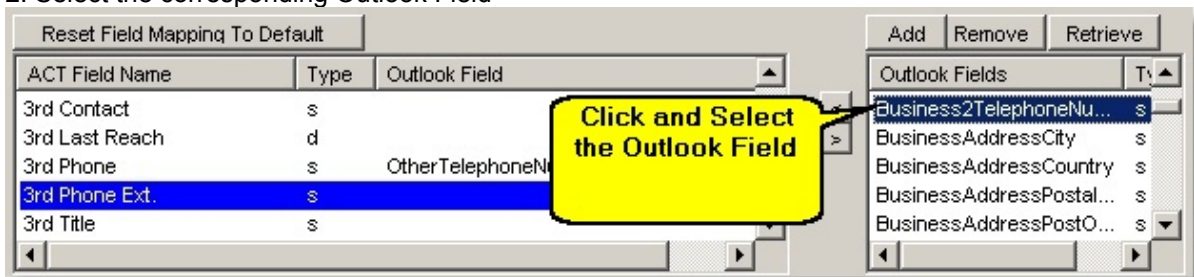 2. Select the corresponding Outlook Field
Reset Field Mapping To Default
Add Remove Retrieve
ACT Field Name Type Outlook Field
3rd Contact s
3rd Last Reach d
3rd Phone s OtherTelephoneNu
3rd Phone Ext. s
3rd Title s
Click and Select
the Outlook Field
>
Outlook Fields
Business2TelephoneNu... s
BusinessAddressCity s
BusinessAddressCountry s
BusinessAddressPostal... s
BusinessAddressPostO... s